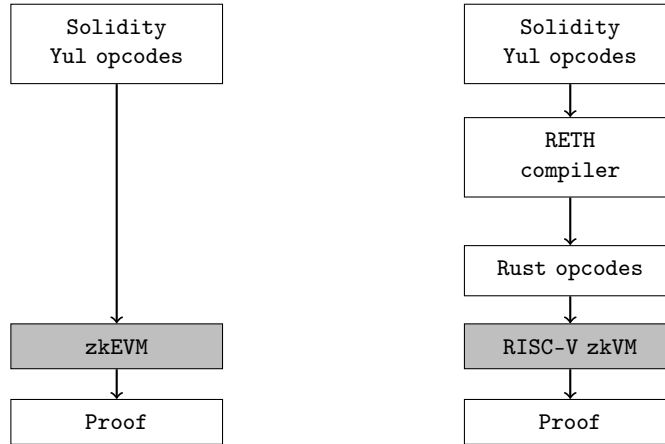 Solidity
Yul opcodes
zkEVM
Proof
Solidity
Yul opcodes
RETH
compiler
Rust opcodes
RISC-V zkVM
Proof